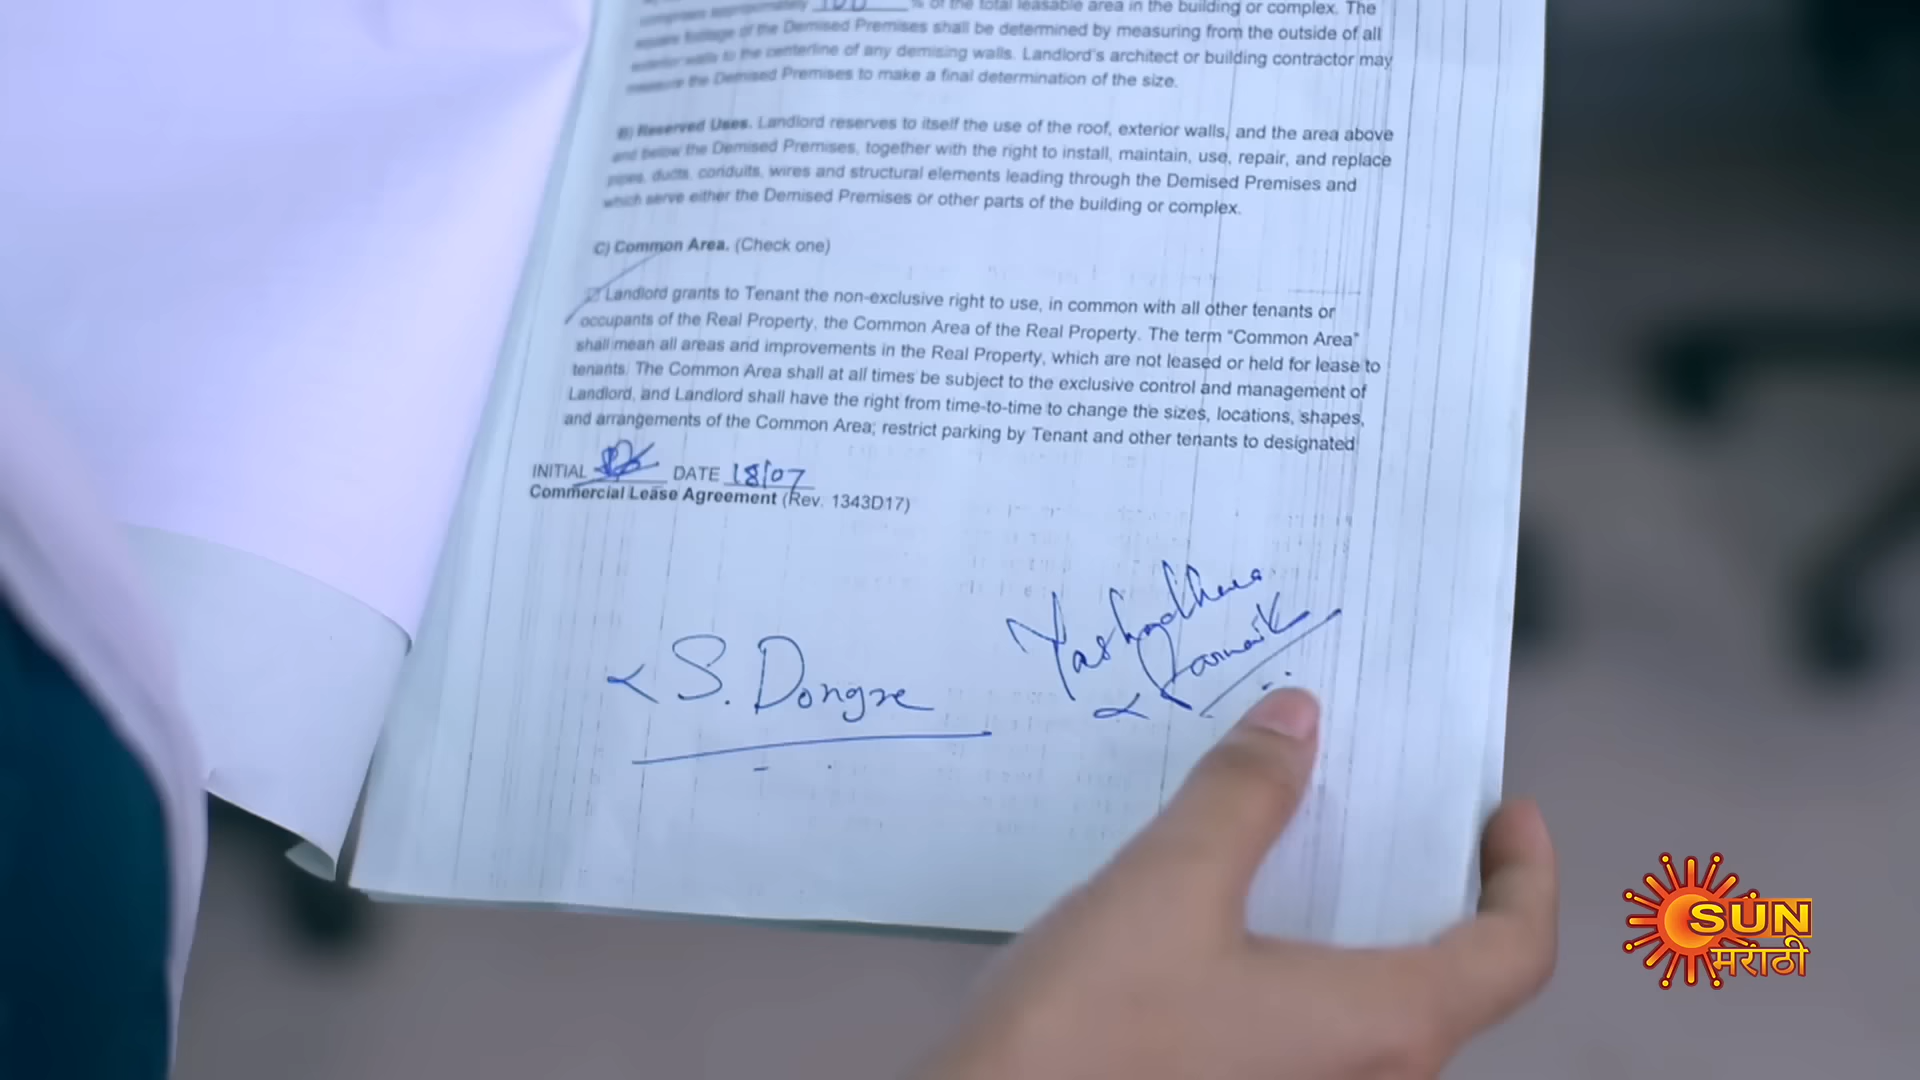 100 % of the total leasable area in the building or complex. The
square footage of the Demised Premises shall be determined by measuring from the outside of all
exterior walls to the centerline of any demising walls. Landlord's architect or building contractor may
measure the Demised Premises to make a final determination of the size.
B) Reserved Uses. Landlord reserves to itself the use of the roof, exterior walls, and the area above
and below the Demised Premises, together with the right to install, maintain, use, repair, and replace
pipes, ducts, conduits, wires and structural elements leading through the Demised Premises and
which serve either the Demised Premises or other parts of the building or complex.
C) Common Area. (Check one)
Landlord grants to Tenant the non-exclusive right to use, in common with all other tenants or
occupants of the Real Property, the Common Area of the Real Property. The term "Common Area"
shall mean all areas and improvements in the Real Property, which are not leased or held for lease to
tenants. The Common Area shall at all times be subject to the exclusive control and management of
Landlord, and Landlord shall have the right from time-to-time to change the sizes, locations, shapes,
and arrangements of the Common Area; restrict parking by Tenant and other tenants to designated
INITIAL DATE 18/07
Commercial Lease Agreement (Rev. 1343D17)
S. Dongre
SUN
मराठी